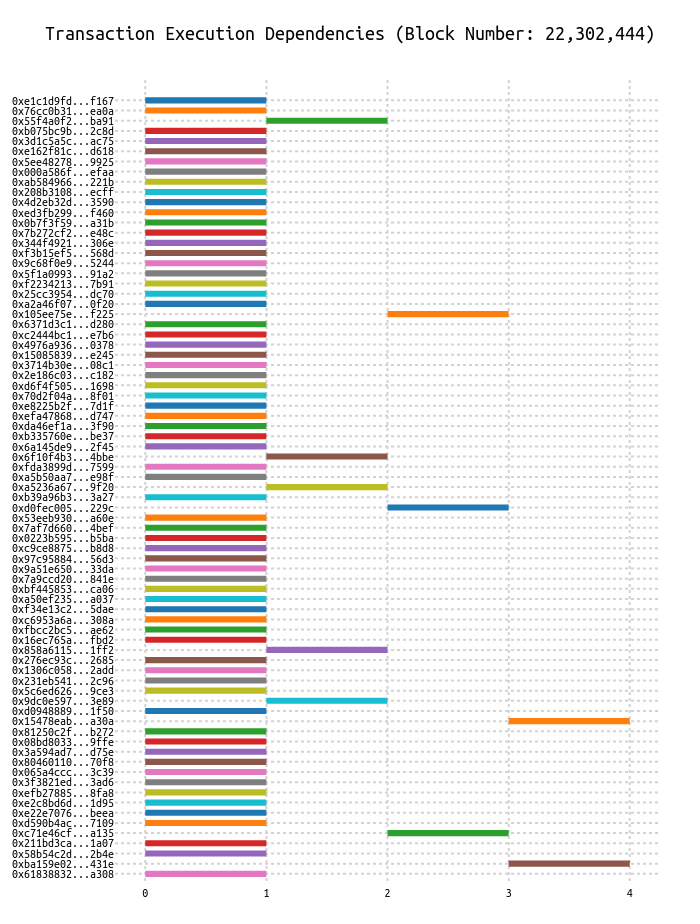 Transaction Execution Dependencies (Block Number: 22,302,444)
0xe1c1d9fd...f167
0x76cc0b31...ea0a
0x55f4a0f2...ba91
0xb075bc9b...2c8d
0x3d1c5a5c...ac75
0xe162f81c...d618
0x5ee48278...9925
0x000a586f...efaa
0xab584966...221b
0x208b3108...ecff
0x4d2eb32d...3590
0xed3fb299...f460
0x0b7f3f59...a31b
0x7b272cf2...e48c
0x344f4921...306e
0xf3b15ef5...568d
0x9c68f0e9...5244
0x5f1a0993...91a2
0xf2234213...7b91
0x25cc3954...dc70
0xa2a46f07...0f20
0x105ee75e...f225
0x6371d3c1...d280
0xc2444bc1...e7b6
0x4976a936...0378
0x15085839...e245
0x3714b30e...08c1
0x2e186c03...c182
0xd6f4f505...1698
0x70d2f04a...8f01
0xe8225b2f...7d1f
0xefa47868...d747
0xda46ef1a...3f90
0xb335760e...be37
0x6a145de9...2f45
0x6f10f4b3...4bbe
0xfda3899d...7599
0xa5b50aa7...e98f
0xa5236a67...9f20
0xb39a96b3...3a27
0xd0fec005...229c
0x53eeb930...a60e
0x7af7d660...4bef
0x0223b595...b5ba
0xc9ce8875...b8d8
0x97c95884...56d3
0x9a51e650...33da
0x7a9ccd20...841e
0xbf445853...ca06
0xa50ef235...a037
0xf34e13c2...5dae
0xc6953a6a...308a
0xfbcc2bc5...ae62
0x16ec765a...fbd2
0x858a6115...1ff2
0x276ec93c...2685
0x1306c058...2add
0x231eb541...2c96
0x5c6ed626...9ce3
0x9dc0e597...3e89
0xd0948889...1f50
0x15478eab...a30a
0x81250c2f...b272
0x08bd8033...9ffe
0x3a594ad7...d75e
0x80460110...70f8
0x065a4ccc...3c39
0x3f3821ed...3ad6
0xefb27885...8fa8
0xe2c8bd6d...1d95
0xe22e7076...beea
0xd590b4ac...7109
0xc71e46cf...a135
0x211bd3ca...1a07
0x58b54c2d...2b4e
0xba159e02...431e
0x61838832...a308
0 1 2 3 4